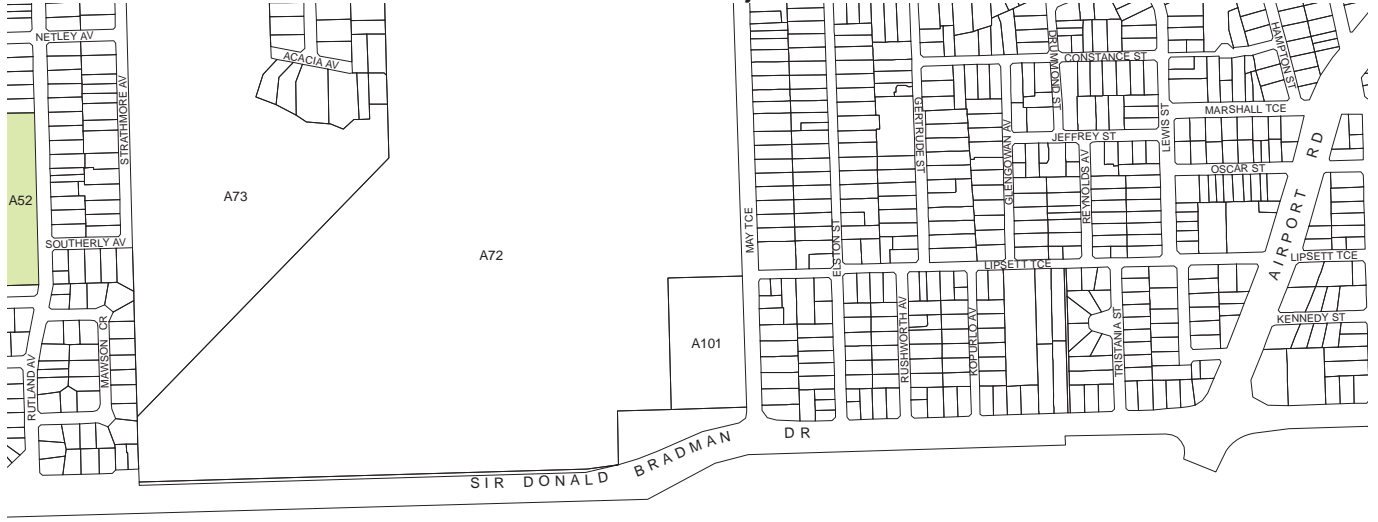 NETLEY AV
ACACIA AV
STRATHMORE AV
A52
A73
A72
SOUTHERLY AV
RUTLAND AV
MAWSON CR
A101
MAY TCE
ELSTON ST
GERTRUDE ST
GLENGOWAN AV
DRUMMOND ST
CONSTANCE ST
HAMPTON ST
MARSHALL TCE
LEWIS ST
JEFFREY ST
REYNOLDS AV
OSCAR ST
AIRPORT RD
LIPSETT TCE
LIPSETT TCE
KENNEDY ST
RUSHWORTH AV
KOPURLO AV
TRISTANIA ST
SIR DONALD BRADMAN DR